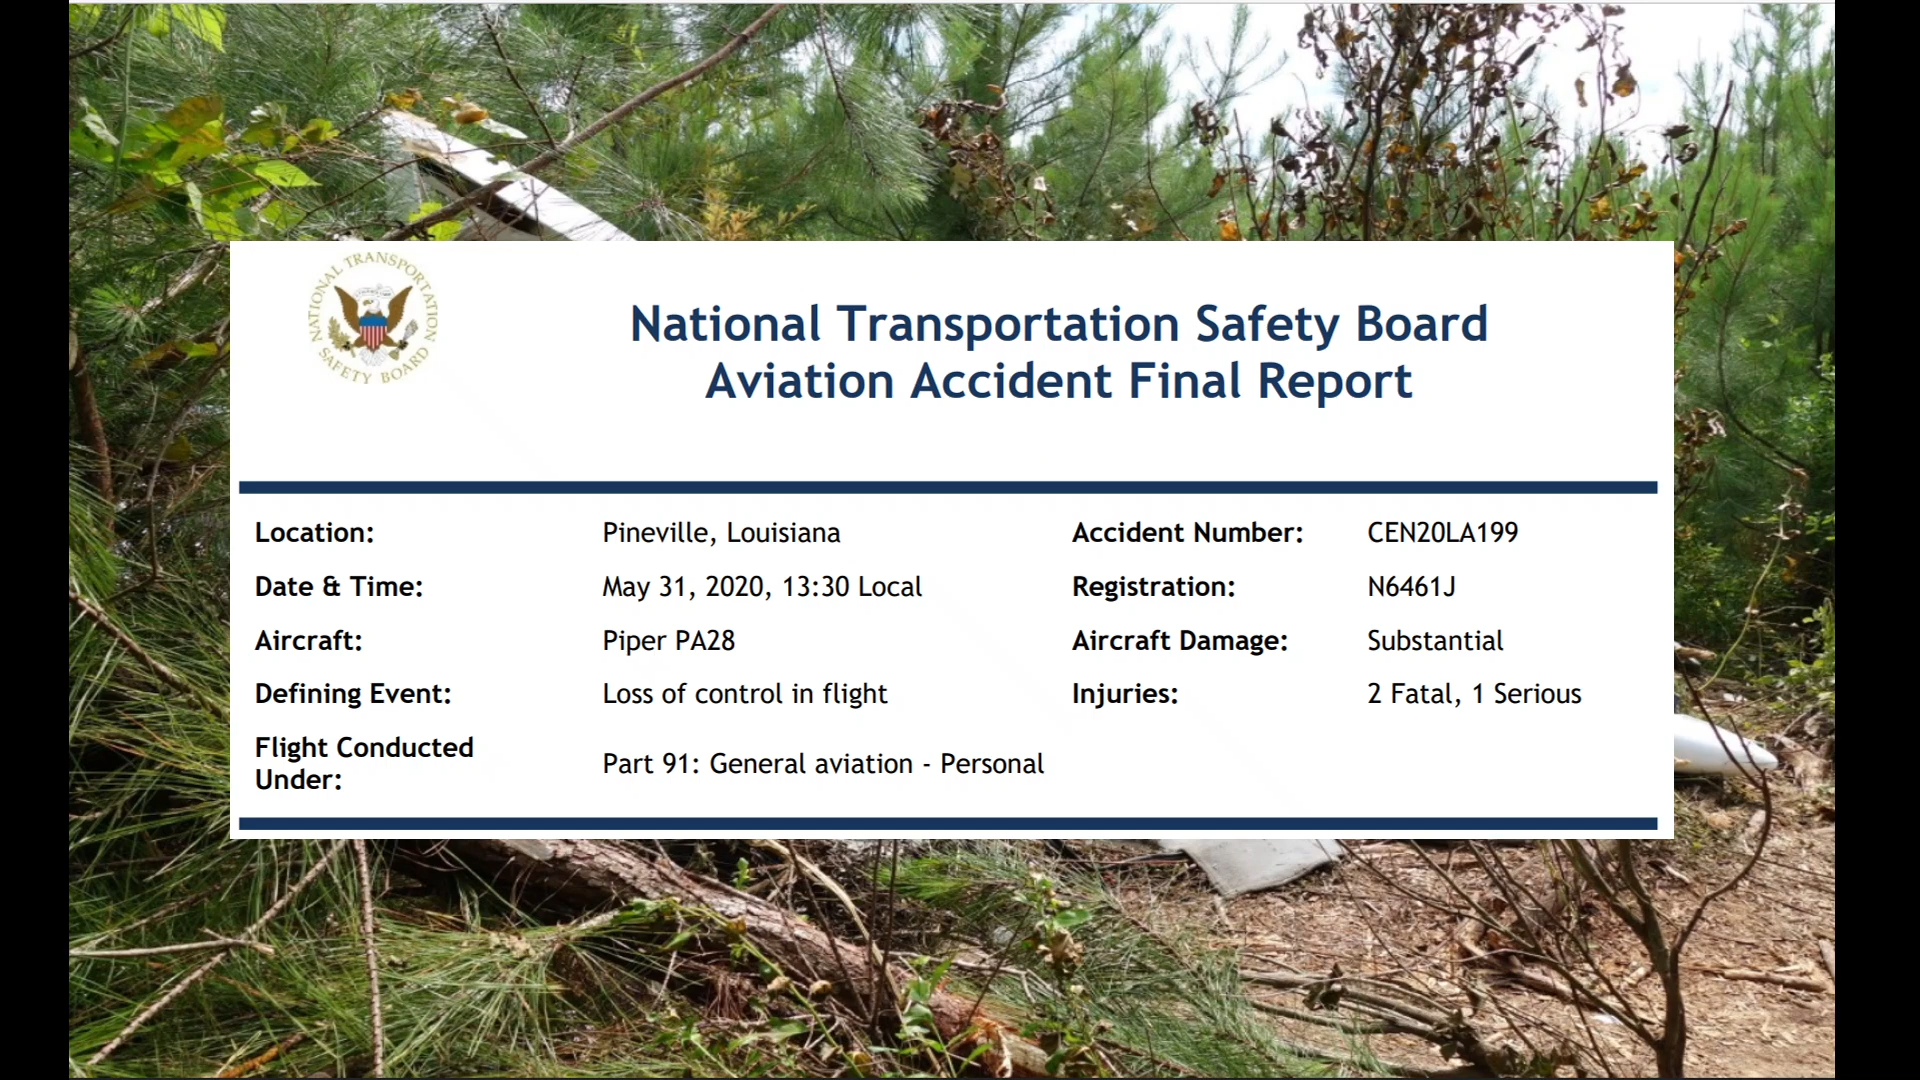 NATIONAL TRANSPORTATION SAFETY BOARD
National Transportation Safety Board
Aviation Accident Final Report
Location: Pineville, Louisiana Accident Number: CEN20LA199
Date & Time: May 31, 2020, 13:30 Local Registration: N6461J
Aircraft: Piper PA28 Aircraft Damage: Substantial
Defining Event: Loss of control in flight Injuries: 2 Fatal, 1 Serious
Flight Conducted
Under: Part 91: General aviation - Personal